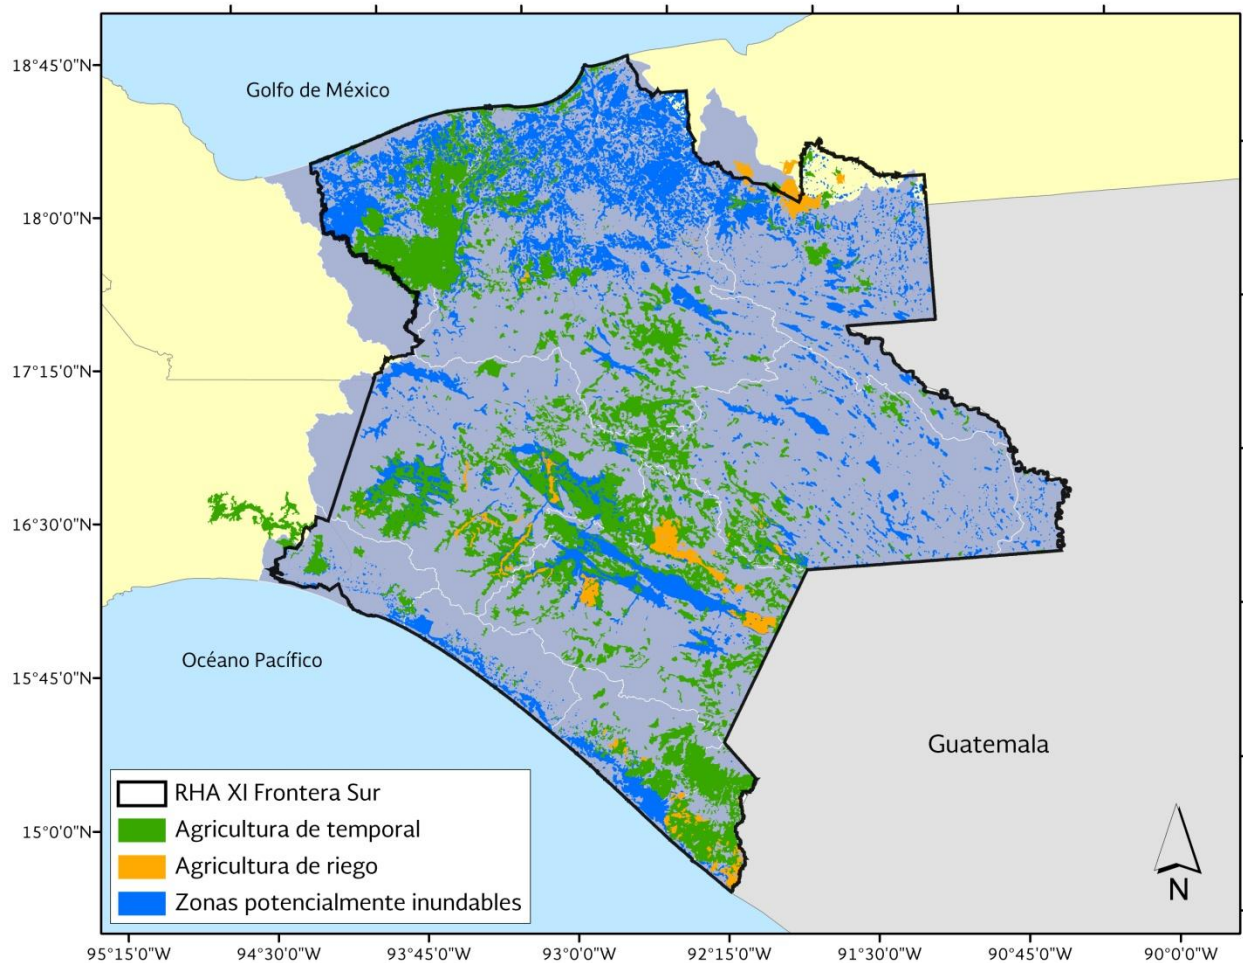 18°45'0"N
Golfo de México
18°0'0"N
17°15'0"N
16°30'0"N
Océano Pacífico
15°45'0"N
Guatemala
RHA XI Frontera Sur
Agricultura de temporal
15°0'0"N
Agricultura de riego
Zonas potencialmente inundables
N
95°15'0"W 94°30'0"W 93°45'0"W 93°0'0"W 92°15'0"W 91°30'0"W 90°45'0"W 90°0'0"W